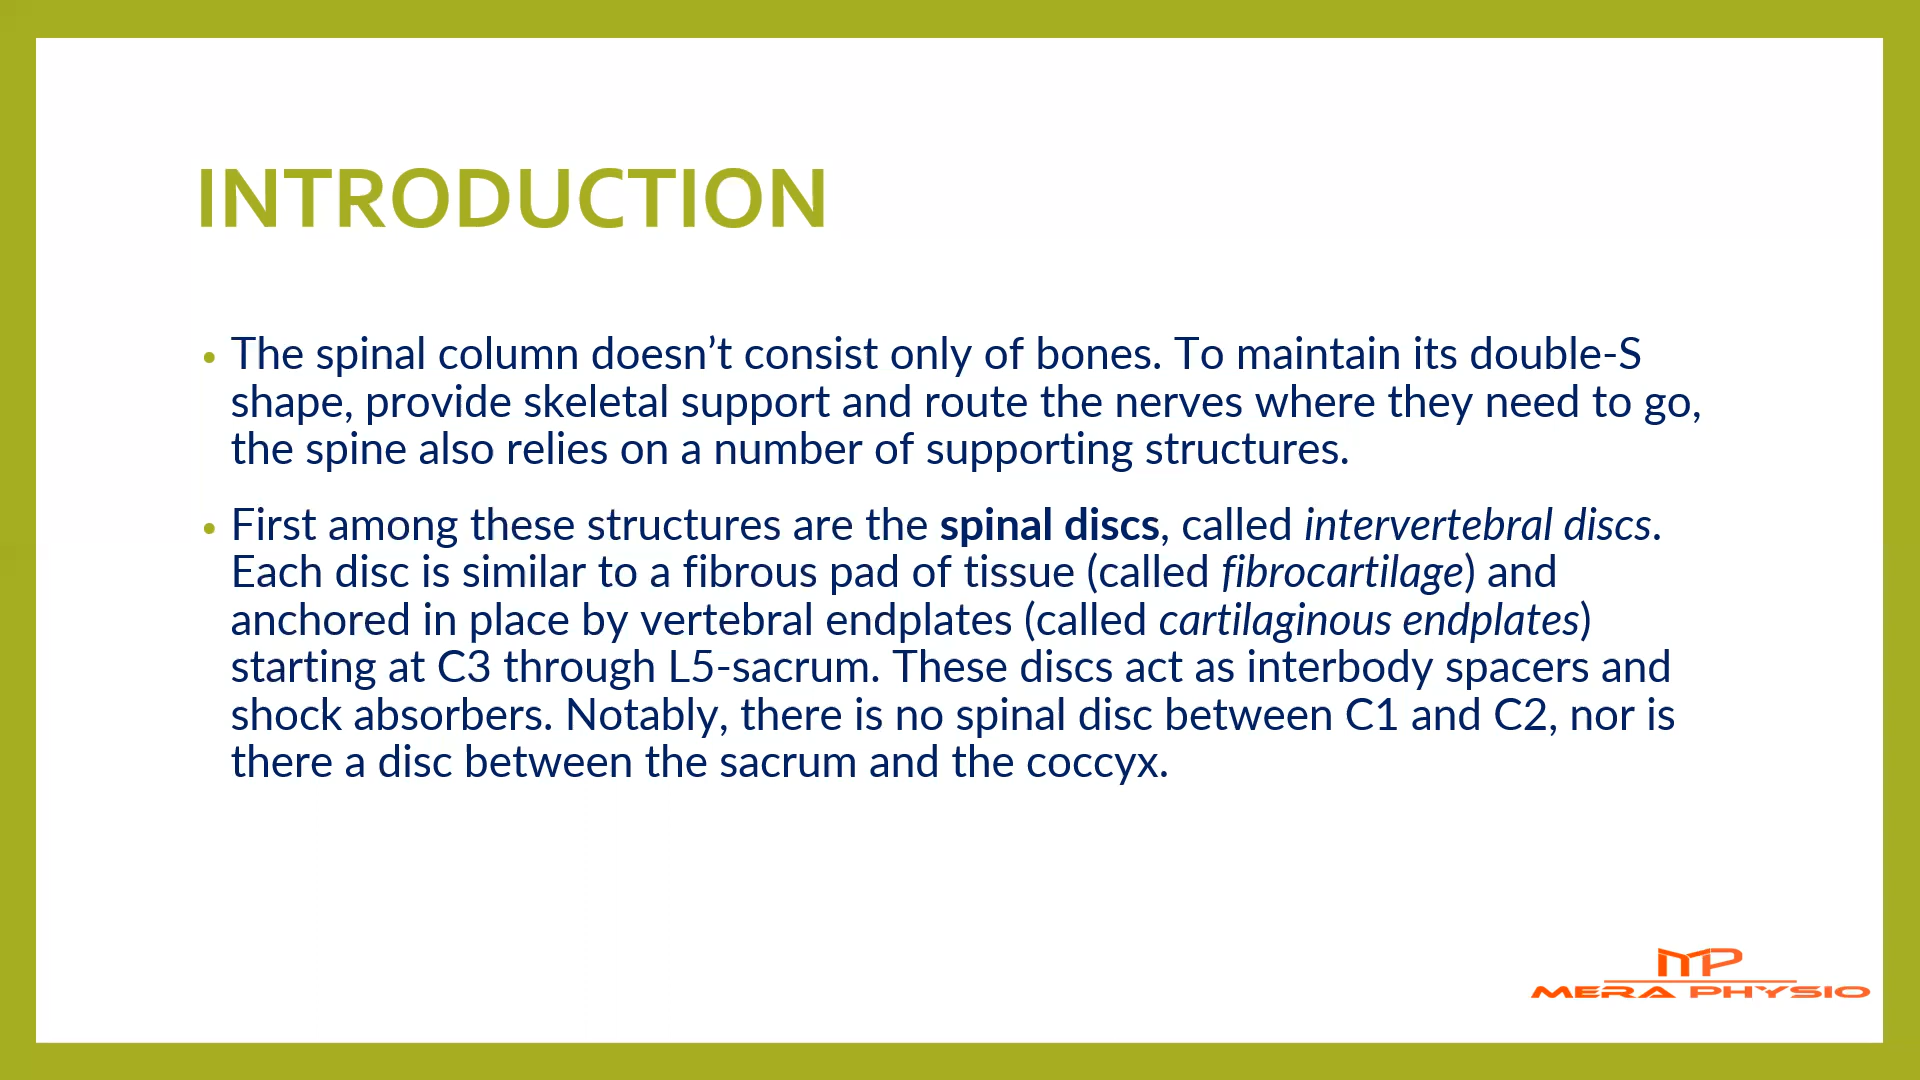 INTRODUCTION
• The spinal column doesn’t consist only of bones. To maintain its double-S
shape, provide skeletal support and route the nerves where they need to go,
the spine also relies on a number of supporting structures.
• First among these structures are the spinal discs, called intervertebral discs.
Each disc is similar to a fibrous pad of tissue (called fibrocartilage) and
anchored in place by vertebral endplates (called cartilaginous endplates)
starting at C3 through L5-sacrum. These discs act as interbody spacers and
shock absorbers. Notably, there is no spinal disc between C1 and C2, nor is
there a disc between the sacrum and the coccyx.
MP
MERA PHYSIO